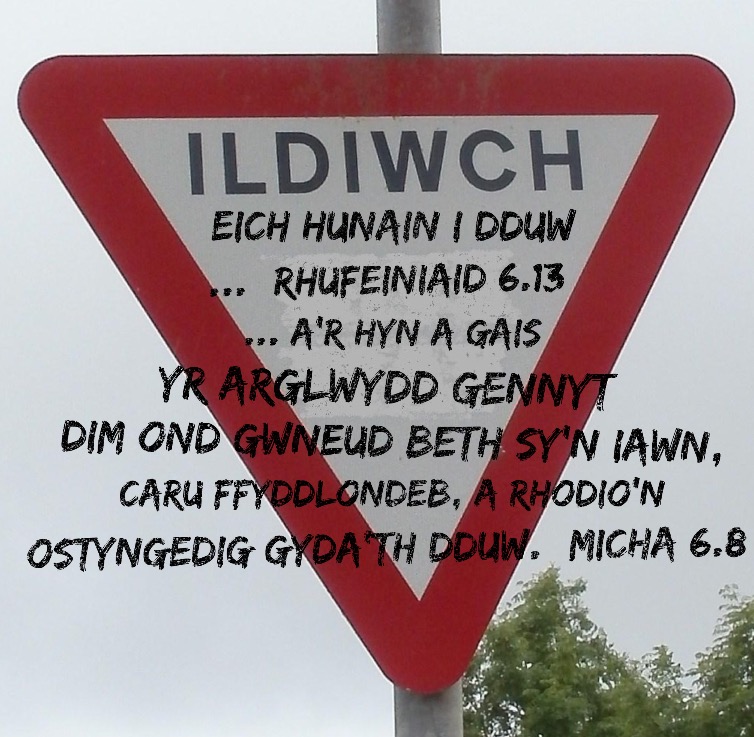 ILDIWCH
EICH HUNAIN I DDUW
... RHUFEINIAID 6.13
... A'R HYN A GAIS
YR ARGLWYDD GENNYT
DIM OND GWNEUD BETH SY'N IAWN,
CARU FFYDDLONDEB, A RHODIO'N
OSTYNGEDIG GYDA'TH DDUW. MICHA 6.8